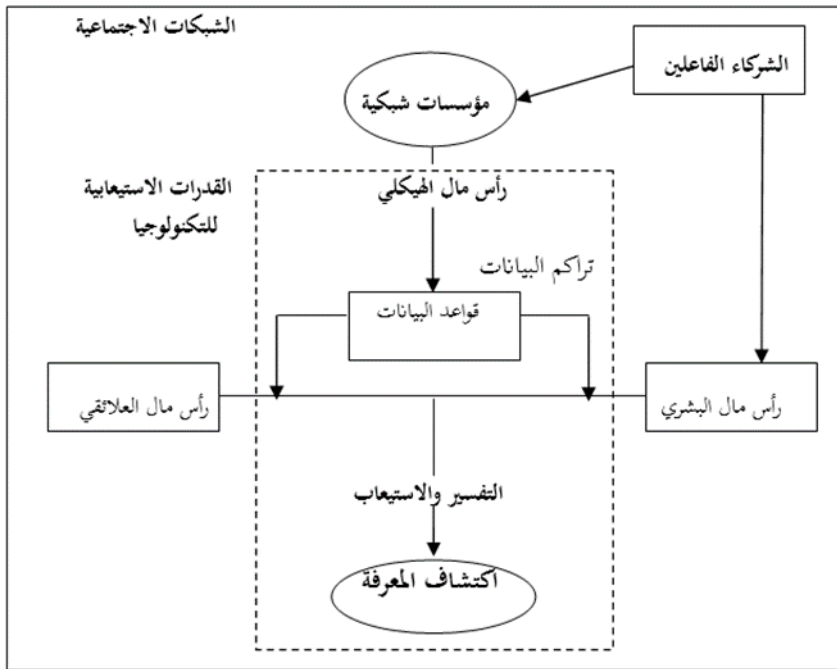 الشبكات الاجتماعية
الشركاء الفاعلين
مؤسسات شبكية
القدرات الاستيعابية
للتكنولوجيا
رأس مال الهيكلي
تراكم البيانات
قواعد البيانات
رأس مال البشري
رأس مال العلائقي
التفسير والاستيعاب
اكتشاف المعرفة